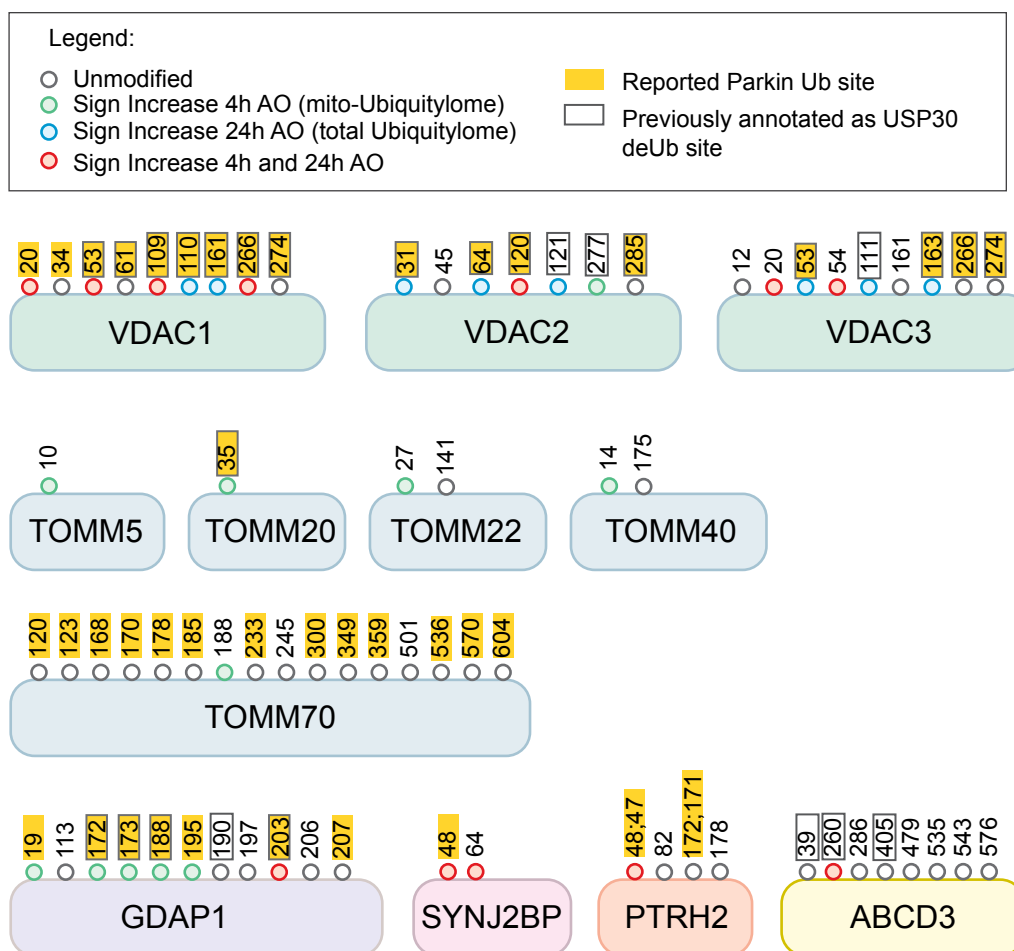 Legend:
Unmodified
Sign Increase 4h AO (mito-Ubiquitylome)
Sign Increase 24h AO (total Ubiquitylome)
Sign Increase 4h and 24h AO
Reported Parkin Ub site
Previously annotated as USP30
deUb site
20 34 53 61 109 110 161 266 274
VDAC1
31 45 64 120 121 277 285
VDAC2
12 20 53 54 111 161 163 266 274
VDAC3
10
TOMM5
35
TOMM20
27 141
TOMM22
14 175
TOMM40
120 123 168 170 178 185 188 233 245 300 349 359 501 536 570 604
TOMM70
19 113 172 173 188 195 190 197 203 206 207
GDAP1
48 64
SYNJ2BP
48;47 82 172;171 178
PTRH2
39 260 286 405 479 535 543 576
ABCD3